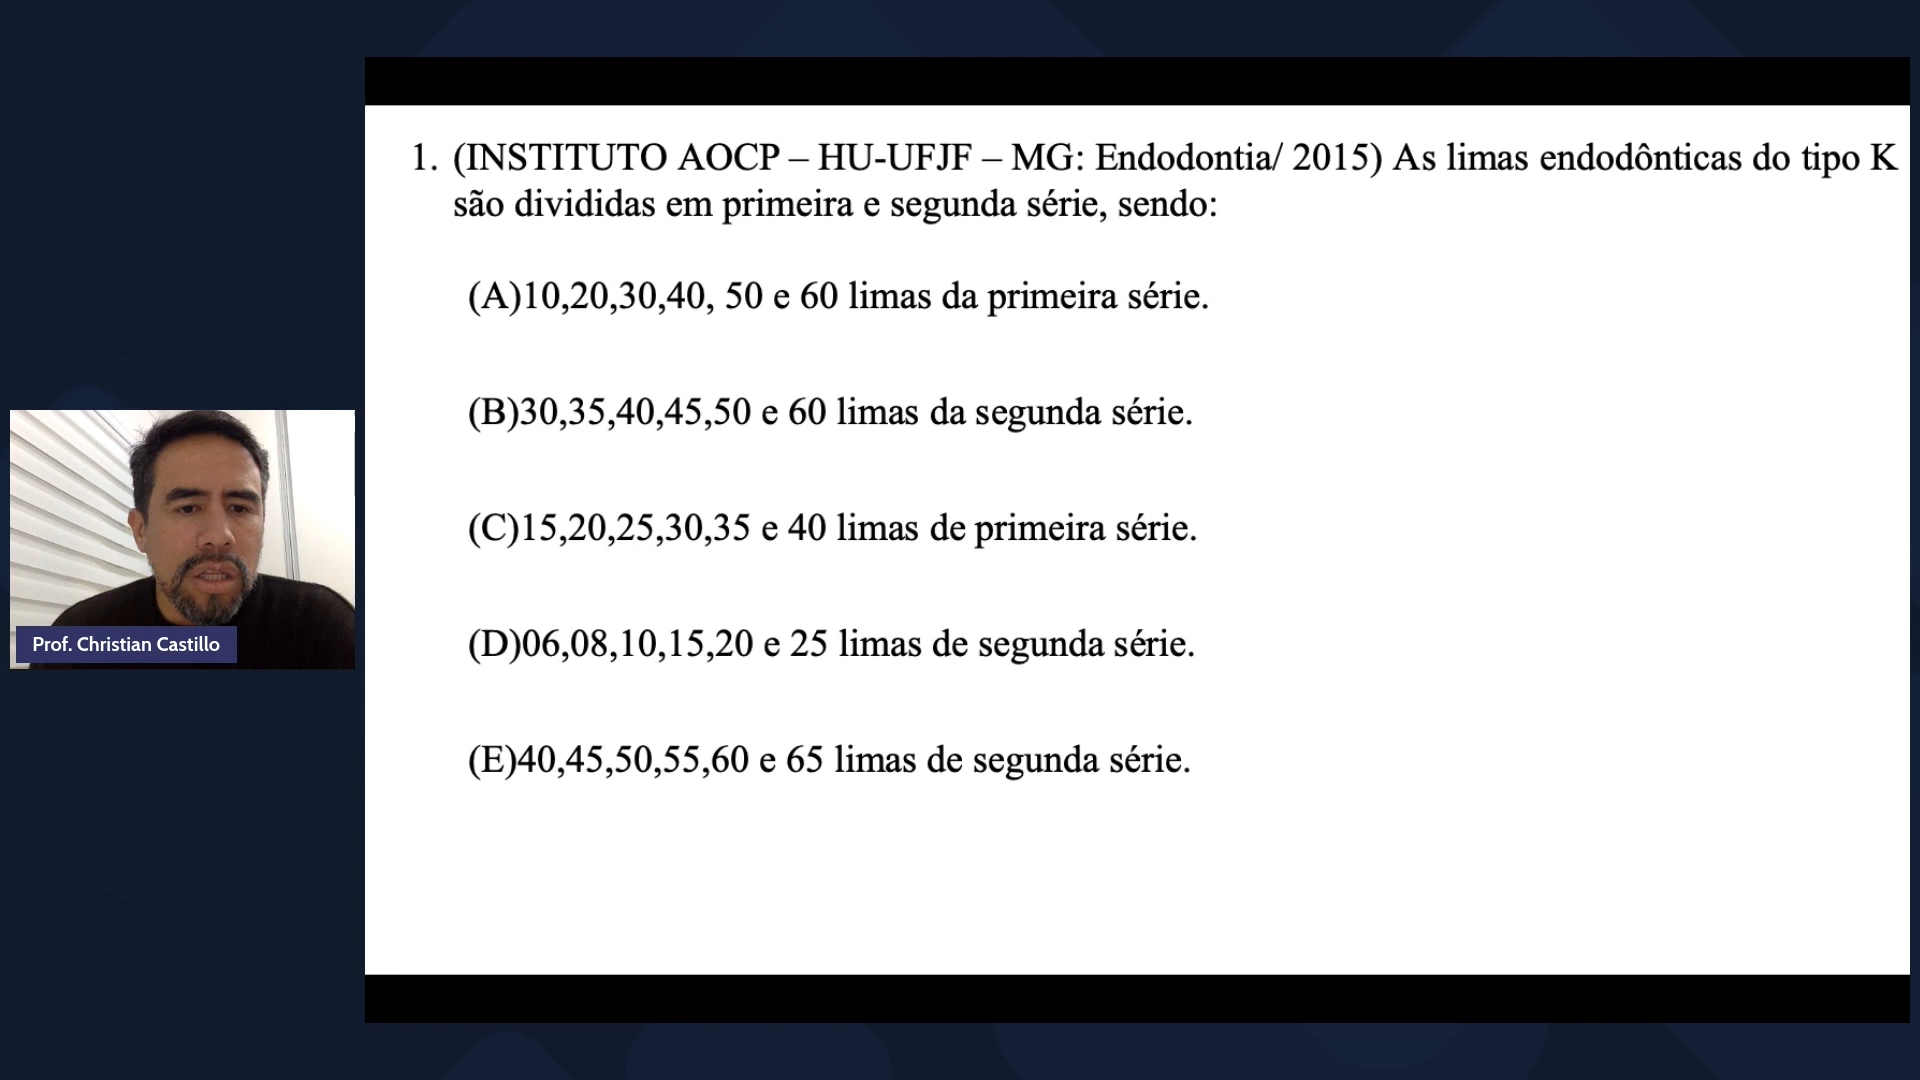 1. (INSTITUTO AOCP – HU-UFJF – MG: Endodontia/ 2015) As limas endodônticas do tipo K
são divididas em primeira e segunda série, sendo:
(A)10,20,30,40, 50 e 60 limas da primeira série.
(B)30,35,40,45,50 e 60 limas da segunda série.
(C)15,20,25,30,35 e 40 limas de primeira série.
(D)06,08,10,15,20 e 25 limas de segunda série.
(E)40,45,50,55,60 e 65 limas de segunda série.
Prof. Christian Castillo